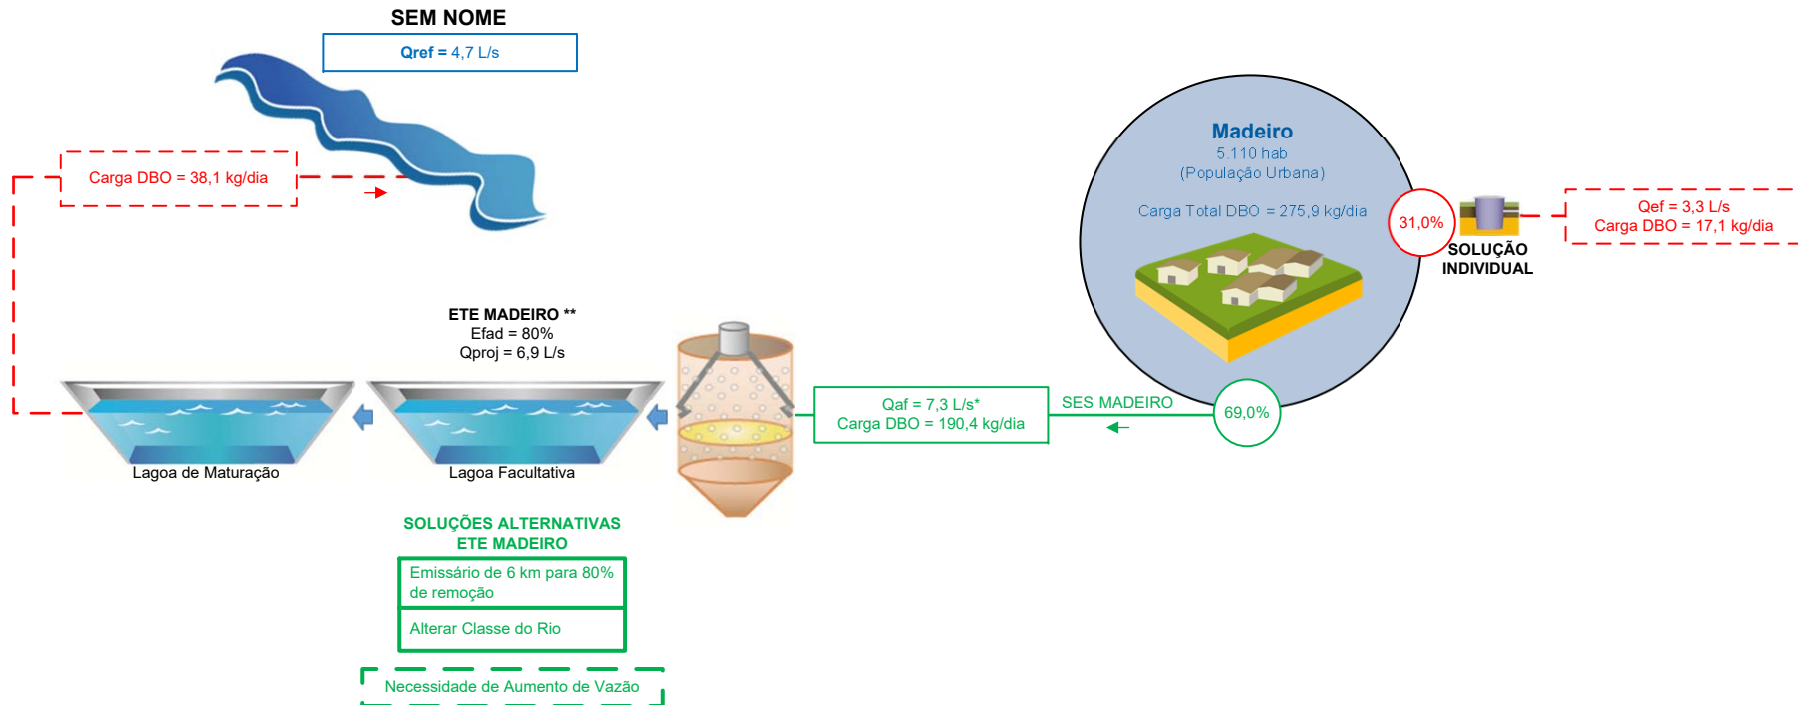 SEM NOME
Qref = 4,7 L/s
Carga DBO = 38,1 kg/dia
Madeiro
5.110 hab
(População Urbana)
Carga Total DBO = 275,9 kg/dia
31,0%
SOLUÇÃO
INDIVIDUAL
Qef = 3,3 L/s
Carga DBO = 17,1 kg/dia
ETE MADEIRO **
Efad = 80%
Qproj = 6,9 L/s
Qaf = 7,3 L/s*
Carga DBO = 190,4 kg/dia
SES MADEIRO
69,0%
Lagoa de Maturação
Lagoa Facultativa
SOLUÇÕES ALTERNATIVAS
ETE MADEIRO
Emissário de 6 km para 80%
de remoção
Alterar Classe do Rio
Necessidade de Aumento de Vazão